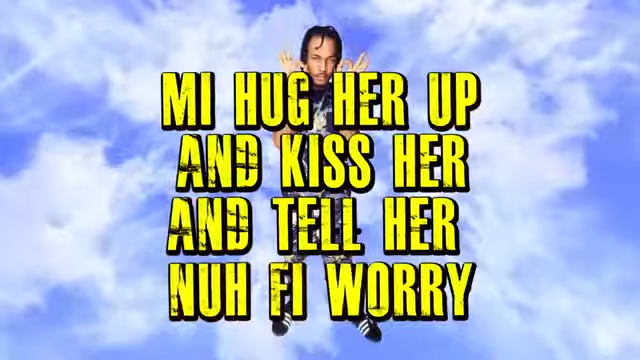 MI HUG HER UP
AND KISS HER
AND TELL HER
NUH FI WORRY